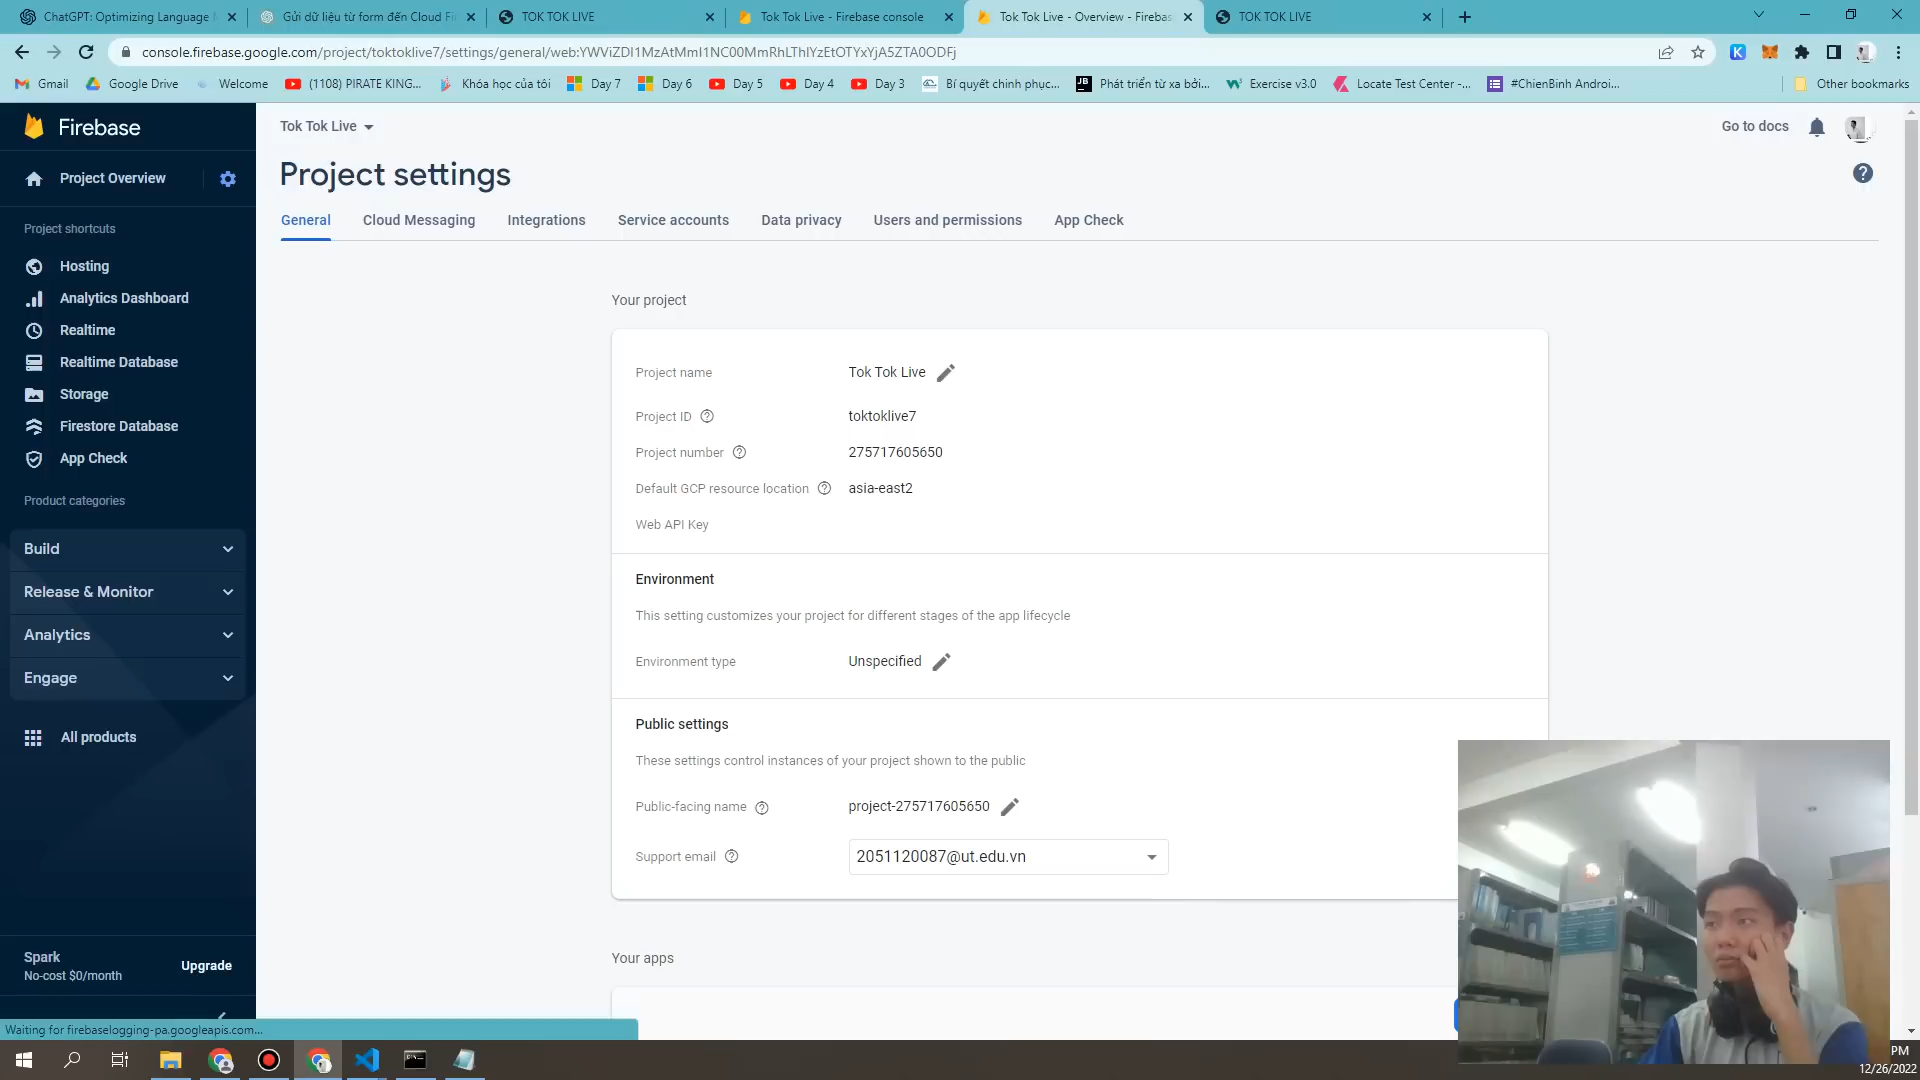 ChatGPT: Optimizing Language M
Gửi dữ liệu từ form đến Cloud Fi
TOK TOK LIVE
Tok Tok Live - Firebase console
Tok Tok Live - Overview - Firebas
TOK TOK LIVE
console.firebase.google.com/project/toktoklive7/settings/general/web:YWViZDI1MzAtMmI1NC00MmRhLThlYzEtOTYxYjA5ZTA0ODFj
Gmail
Google Drive
Welcome
(1108) PIRATE KING...
Khóa học của tôi
Day 7
Day 6
Day 5
Day 4
Day 3
Bí quyết chinh phục...
Phát triển từ xa bởi...
Exercise v3.0
Locate Test Center -...
#ChienBinh Androi...
Other bookmarks
Firebase
Project Overview
Project shortcuts
Hosting
Analytics Dashboard
Realtime
Realtime Database
Storage
Firestore Database
App Check
Product categories
Build
Release & Monitor
Analytics
Engage
All products
Spark
No-cost $0/month
Upgrade
Waiting for firebaselogging-pa.googleapis.com...
Tok Tok Live
Go to docs
Project settings
General
Cloud Messaging
Integrations
Service accounts
Data privacy
Users and permissions
App Check
Your project
Project name
Tok Tok Live
Project ID
toktoklive7
Project number
275717605650
Default GCP resource location
asia-east2
Web API Key
Environment
This setting customizes your project for different stages of the app lifecycle
Environment type
Unspecified
Public settings
These settings control instances of your project shown to the public
Public-facing name
project-275717605650
Support email
2051120087@ut.edu.vn
Your apps
PM
12/26/2022